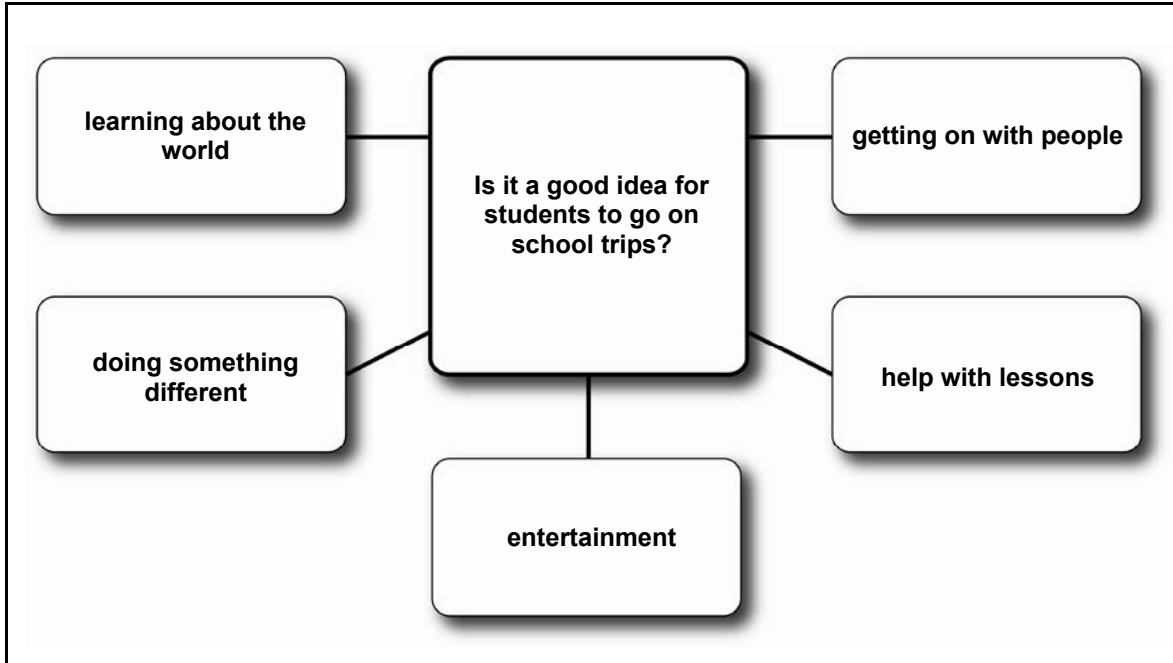 learning about the
world
Is it a good idea for
students to go on
school trips?
getting on with people
doing something
different
help with lessons
entertainment